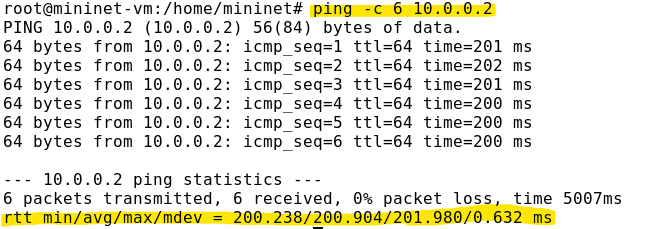 root@mininet-vm:/home/mininet# ping -c 6 10.0.0.2
PING 10.0.0.2 (10.0.0.2) 56(84) bytes of data.
64 bytes from 10.0.0.2: icmp_seq=1 ttl=64 time=201 ms
64 bytes from 10.0.0.2: icmp_seq=2 ttl=64 time=202 ms
64 bytes from 10.0.0.2: icmp_seq=3 ttl=64 time=201 ms
64 bytes from 10.0.0.2: icmp_seq=4 ttl=64 time=200 ms
64 bytes from 10.0.0.2: icmp_seq=5 ttl=64 time=200 ms
64 bytes from 10.0.0.2: icmp_seq=6 ttl=64 time=200 ms
--- 10.0.0.2 ping statistics ---
6 packets transmitted, 6 received, 0% packet loss, time 5007ms
rtt min/avg/max/mdev = 200.238/200.904/201.980/0.632 ms